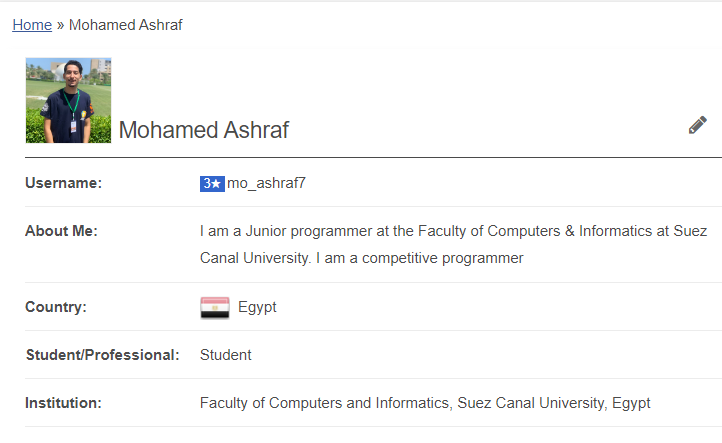 Home » Mohamed Ashraf
Mohamed Ashraf
Username: 3★ mo_ashraf7
About Me: I am a Junior programmer at the Faculty of Computers & Informatics at Suez
Canal University. I am a competitive programmer
Country: Egypt
Student/Professional: Student
Institution: Faculty of Computers and Informatics, Suez Canal University, Egypt